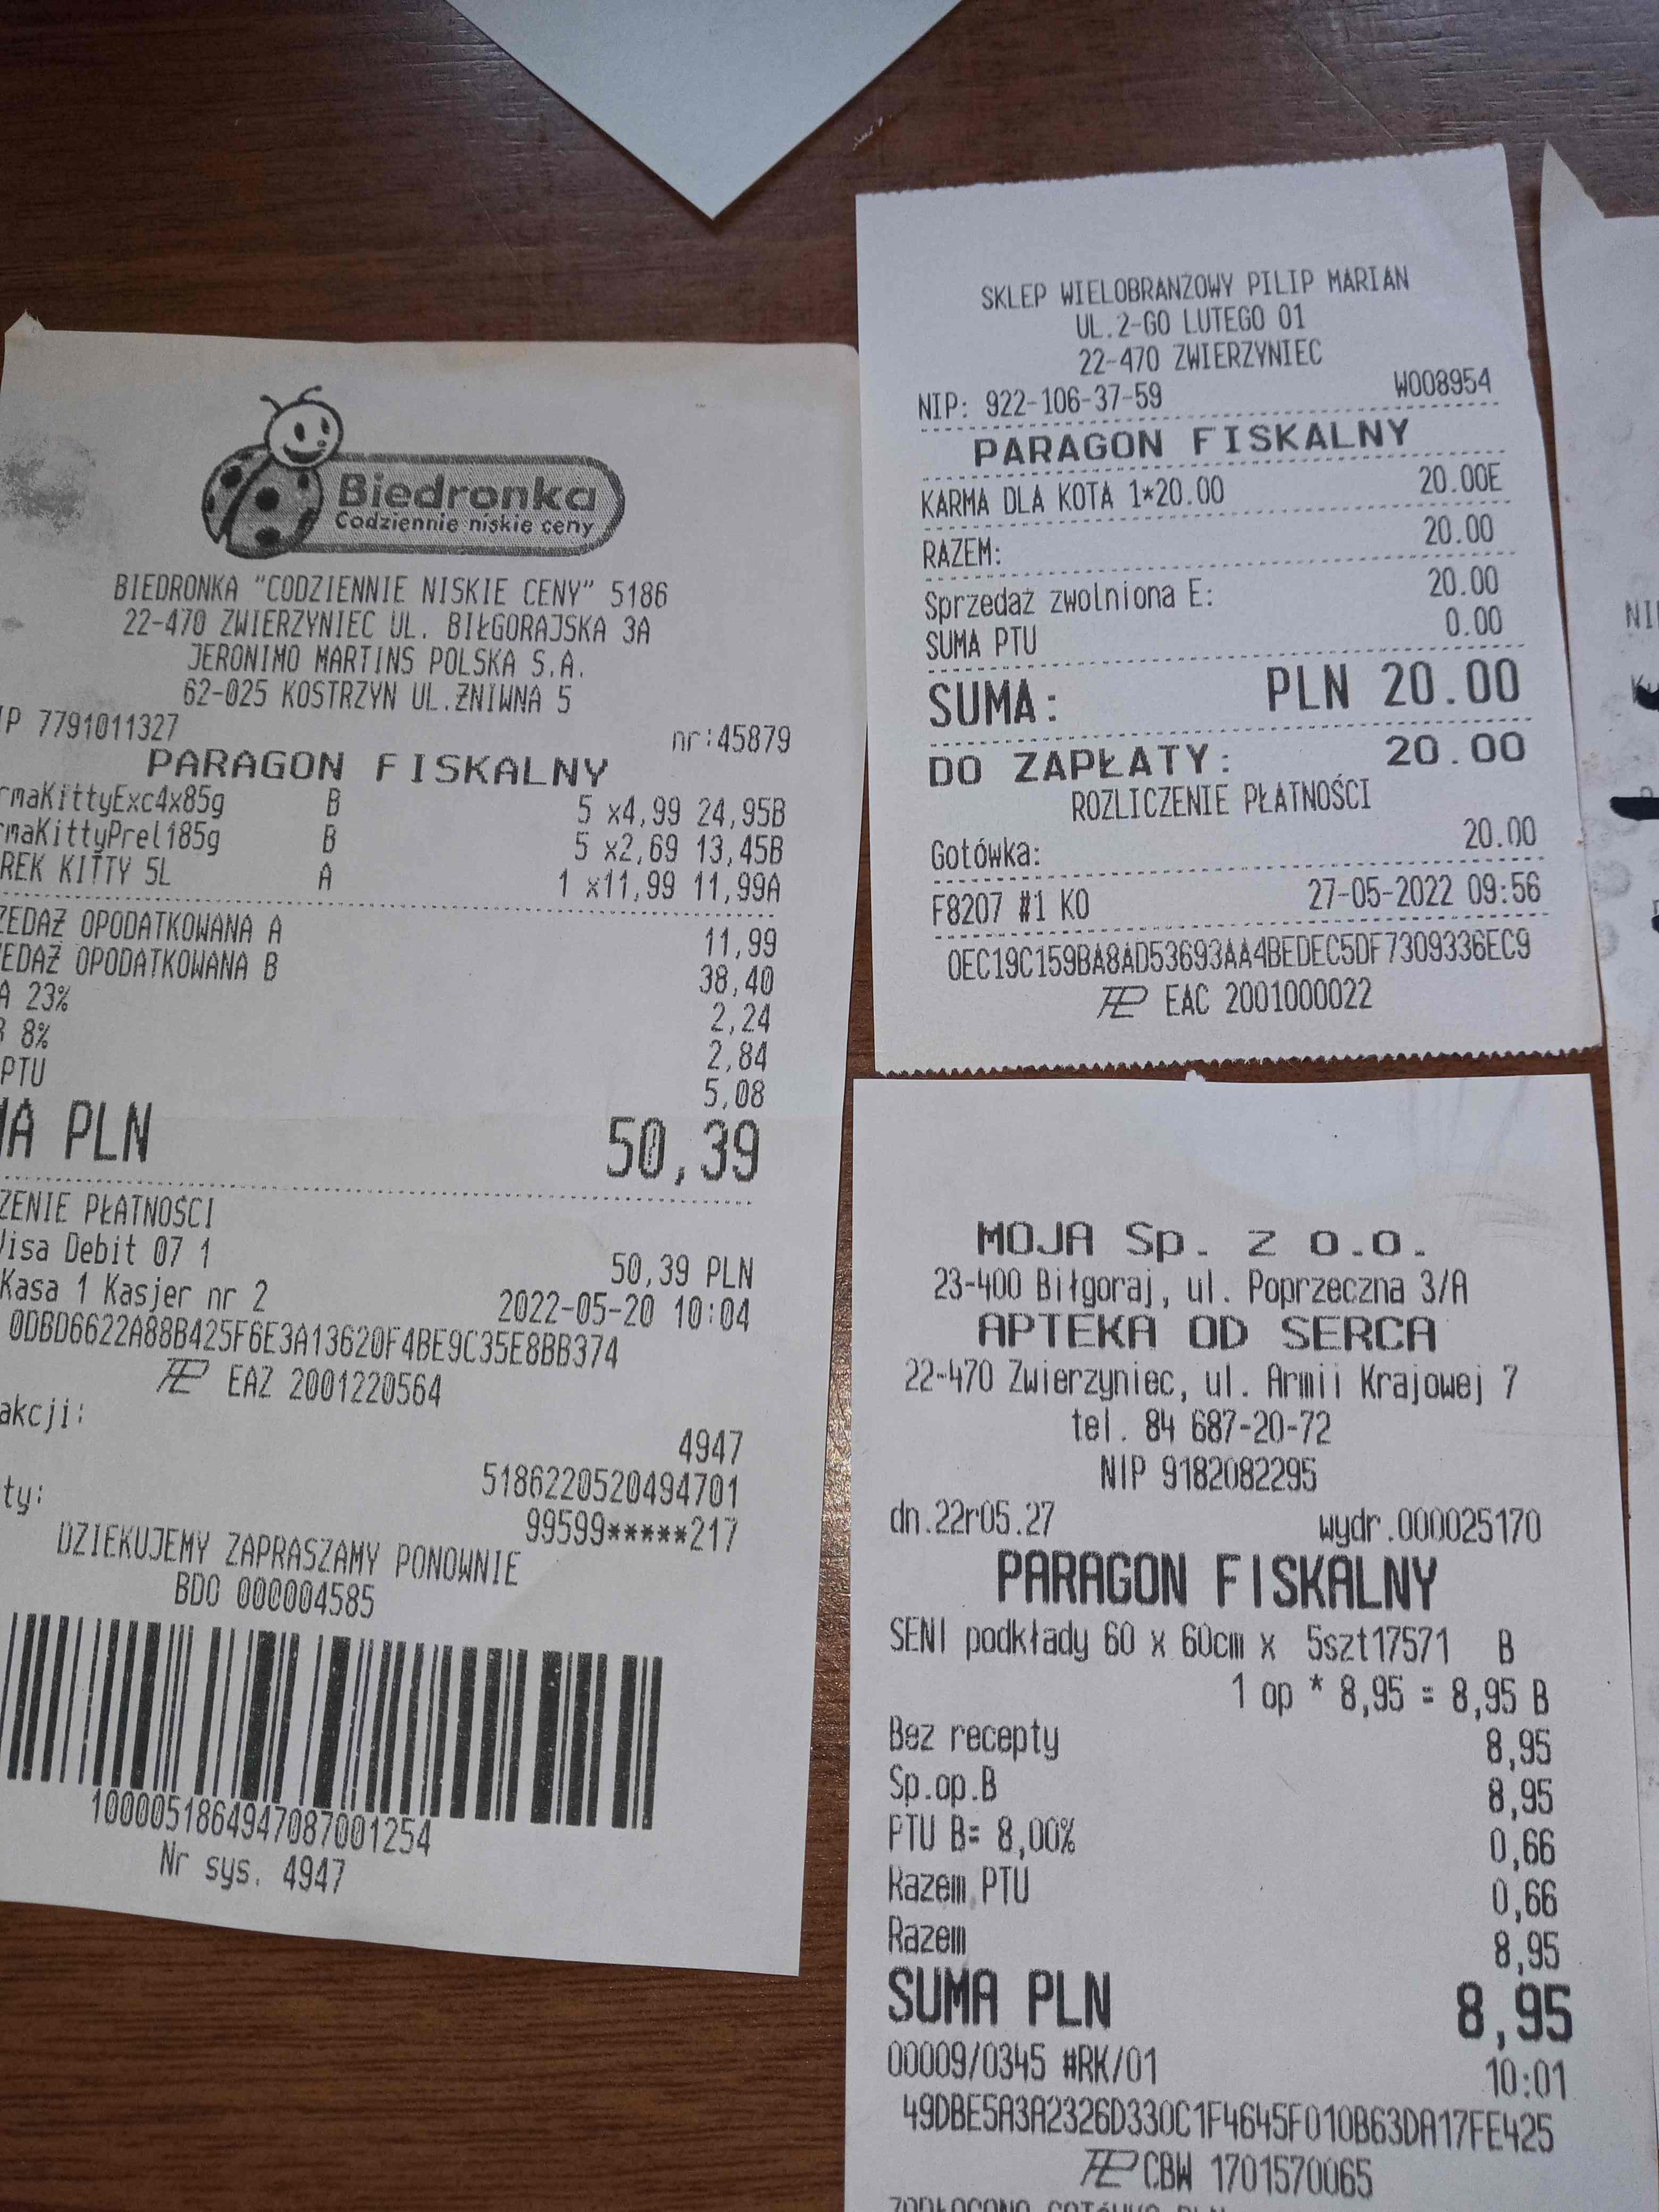 Biedronka
Codziennie niskie ceny
BIEDRONKA "CODZIENNIE NISKIE CENY" 5186
22-470 ZWIERZYNIEC UL. BIŁGORAJSKA 3A
JERONIMO MARTINS POLSKA S.A.
62-025 KOSTRZYN UL.ŻNIWNA 5
IP 7791011327 nr:45879
PARAGON FISKALNY
rmaKittyExc4x85g B 5 x4,99 24,95B
rmaKittyPrel185g B 5 x2,69 13,45B
REK KITTY 5L A 1 x11,99 11,99A
ZEDAŻ OPODATKOWANA A 11,99
EDAŻ OPODATKOWANA B 38,40
A 23% 2,24
B 8% 2,84
PTU 5,08
MA PLN 50,39
ZENIE PŁATNOŚCI
Visa Debit 07 1 50,39 PLN
Kasa 1 Kasjer nr 2 2022-05-20 10:04
0DBD6622A88B425F6E3A13620F4BE9C35E8BB374
EAZ 2001220564
akcji: 4947
5186220520494701
ty: 99599*****217
DZIEKUJEMY ZAPRASZAMY PONOWNIE
BDO 000004585
1000051864947087001254
Nr sys. 4947
SKLEP WIELOBRANŻOWY PILIP MARIAN
UL.2-GO LUTEGO 01
22-470 ZWIERZYNIEC
NIP: 922-106-37-59 W008954
PARAGON FISKALNY
KARMA DLA KOTA 1*20.00 20.00E
RAZEM: 20.00
Sprzedaż zwolniona E: 20.00
SUMA PTU 0.00
SUMA: PLN 20.00
DO ZAPŁATY: 20.00
ROZLICZENIE PŁATNOŚCI
Gotówka: 20.00
F8207 #1 KO 27-05-2022 09:56
0EC19C159BA8AD53693AA4BEDEC5DF7309336EC9
EAC 2001000022
MOJA Sp. z o.o.
23-400 Biłgoraj, ul. Poprzeczna 3/A
APTEKA OD SERCA
22-470 Zwierzyniec, ul. Armii Krajowej 7
tel. 84 687-20-72
NIP 9182082295
dn.22r05.27 wydr.000025170
PARAGON FISKALNY
SENI podkłady 60 x 60cm x 5szt17571 B
1 op * 8,95 = 8,95 B
Bez recepty 8,95
Sp.op.B 8,95
PTU B= 8,00% 0,66
Razem PTU 0,66
Razem 8,95
SUMA PLN 8,95
00009/0345 #RK/01 10:01
49DBE5A3A2326D330C1F4645F010B63DA17FE425
CBW 1701570065
NI